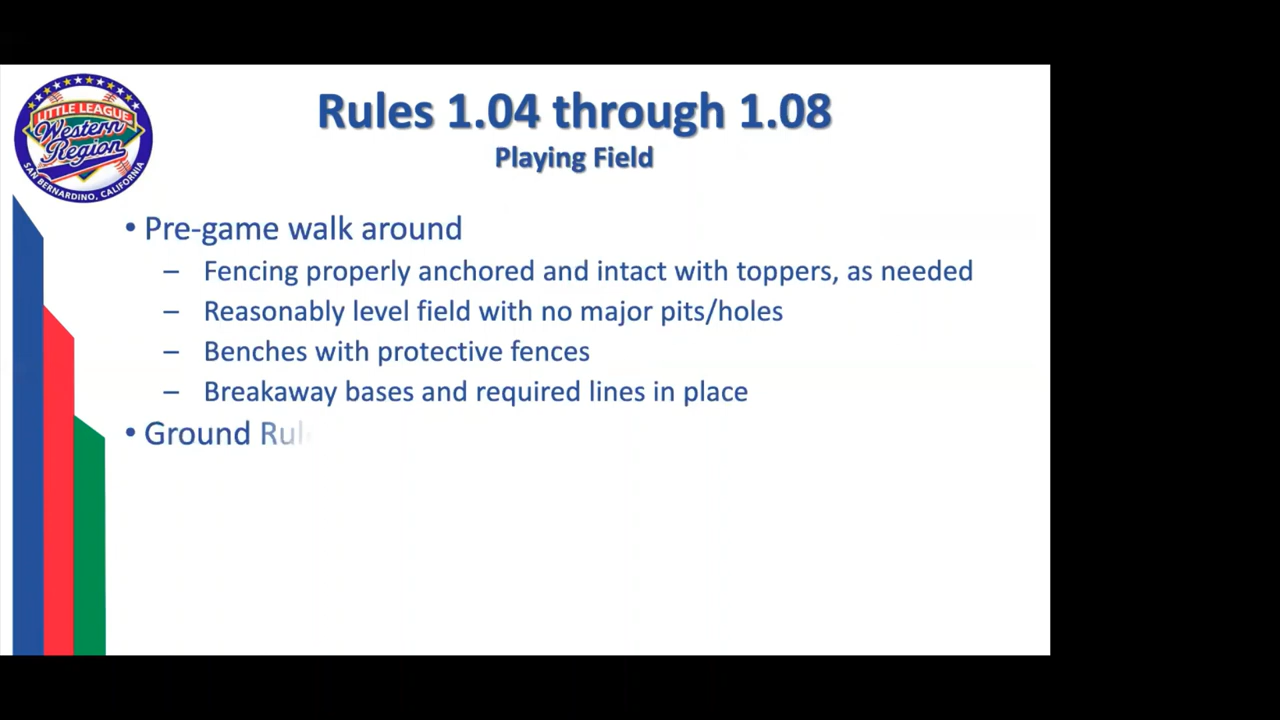 LITTLE LEAGUE
Western
Region
SAN BERNARDINO, CALIFORNIA
Rules 1.04 through 1.08
Playing Field
• Pre-game walk around
– Fencing properly anchored and intact with toppers, as needed
– Reasonably level field with no major pits/holes
– Benches with protective fences
– Breakaway bases and required lines in place
• Ground Rul